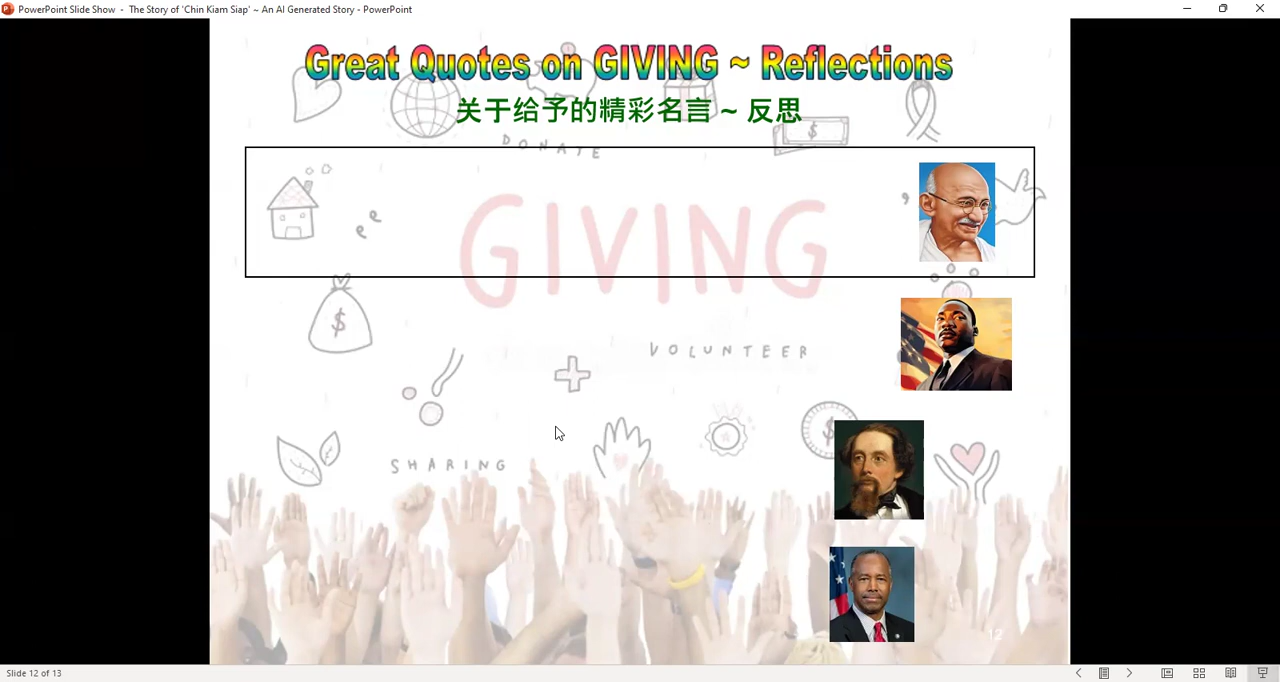 PowerPoint Slide Show - The Story of 'Chin Kiam Siap' ~ An AI Generated Story - PowerPoint
Great Quotes on GIVING ~ Reflections
关于给予的精彩名言 ~ 反思
$
DONATE
GIVING
$
VOLUNTEER
$
SHARING
12
Slide 12 of 13